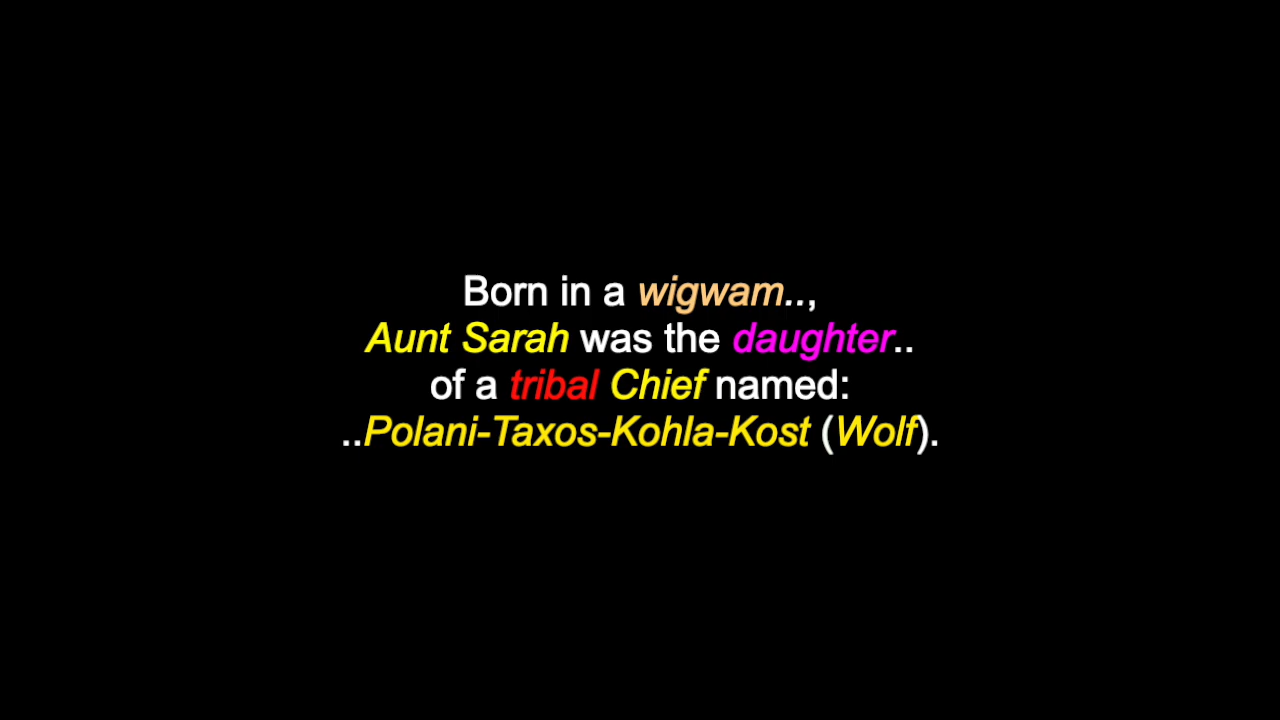 Born in a wigwam..,
Aunt Sarah was the daughter..
of a tribal Chief named:
..Polani-Taxos-Kohla-Kost (Wolf).